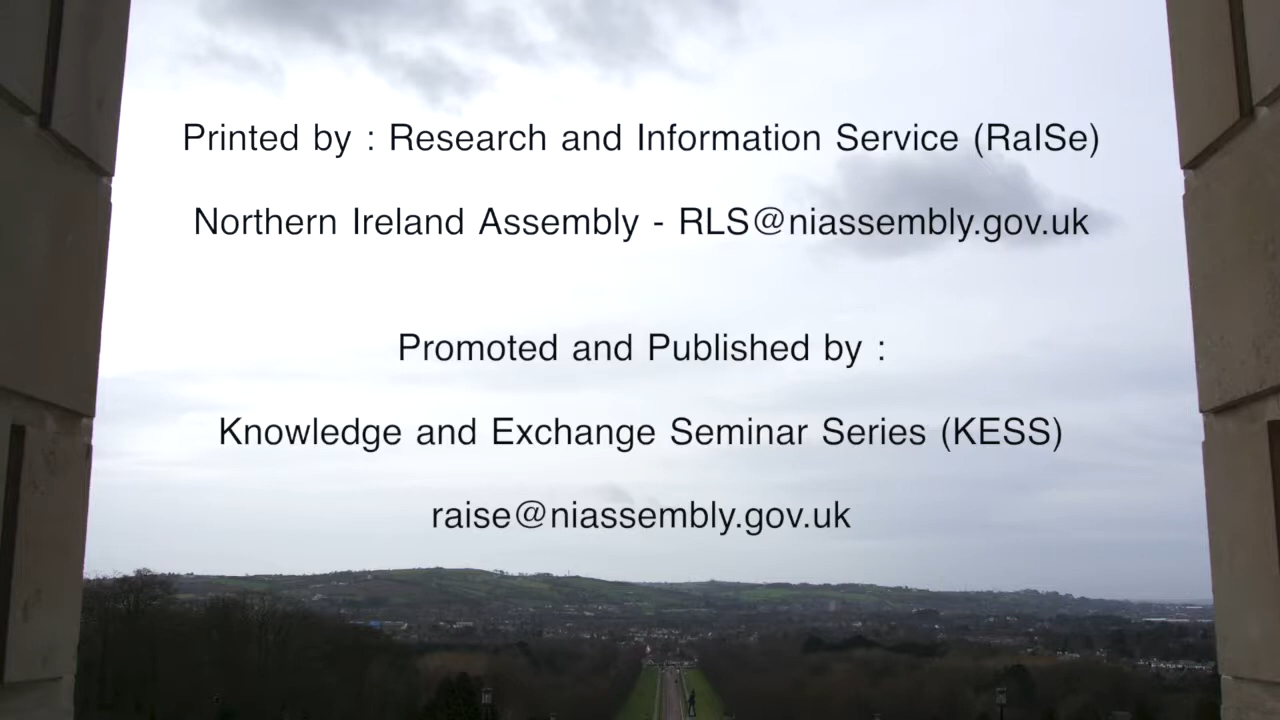 Printed by : Research and Information Service (RaISe)
Northern Ireland Assembly - RLS@niassembly.gov.uk
Promoted and Published by :
Knowledge and Exchange Seminar Series (KESS)
raise@niassembly.gov.uk